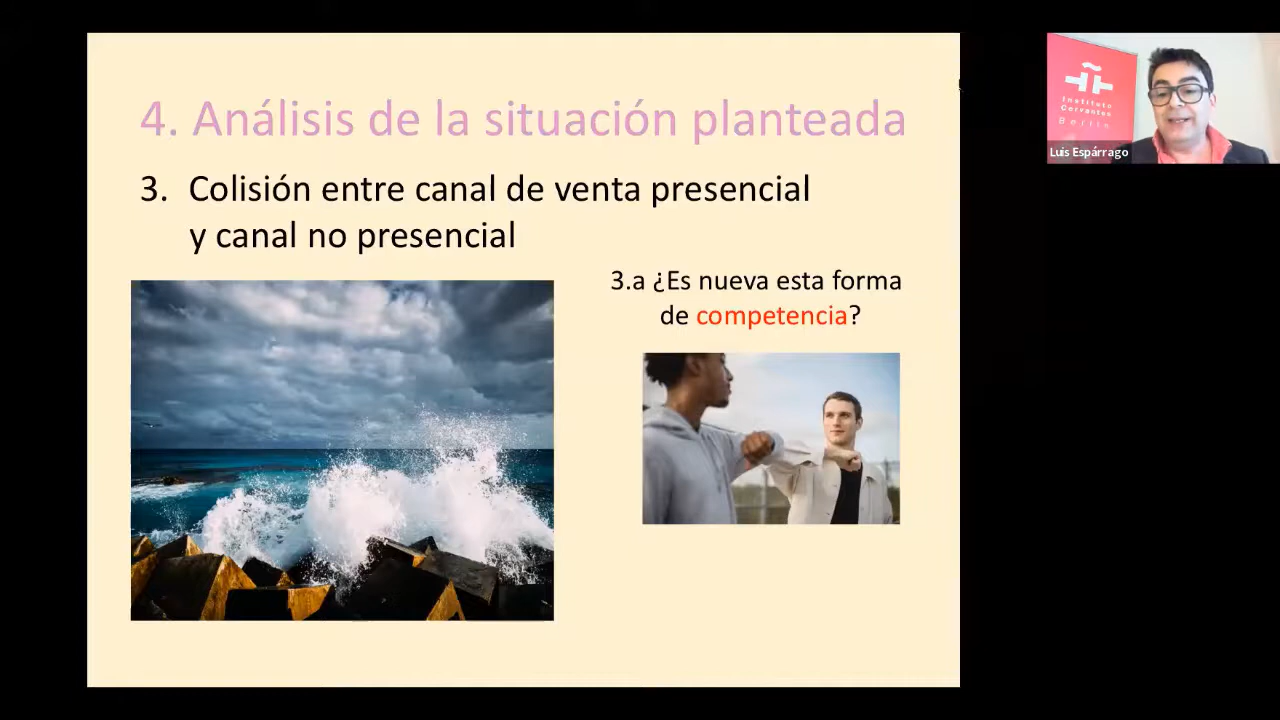 4. Análisis de la situación planteada
3. Colisión entre canal de venta presencial
y canal no presencial
3.a ¿Es nueva esta forma
de competencia?
Instituto
Cervantes
Berlin
Luis Espárrago